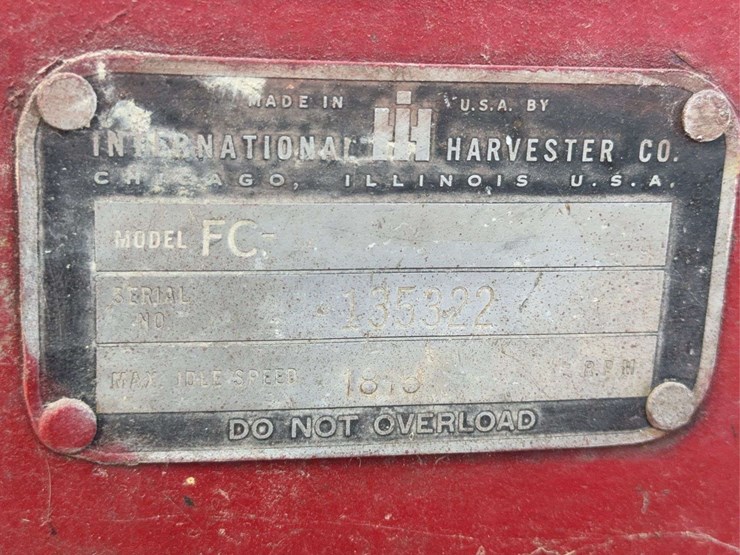 MADE IN IH U.S.A. BY
INTERNATIONAL HARVESTER CO.
CHICAGO, ILLINOIS U.S.A.
MODEL FC-
SERIAL NO 135322
MAX. IDLE SPEED R.P.M
DO NOT OVERLOAD